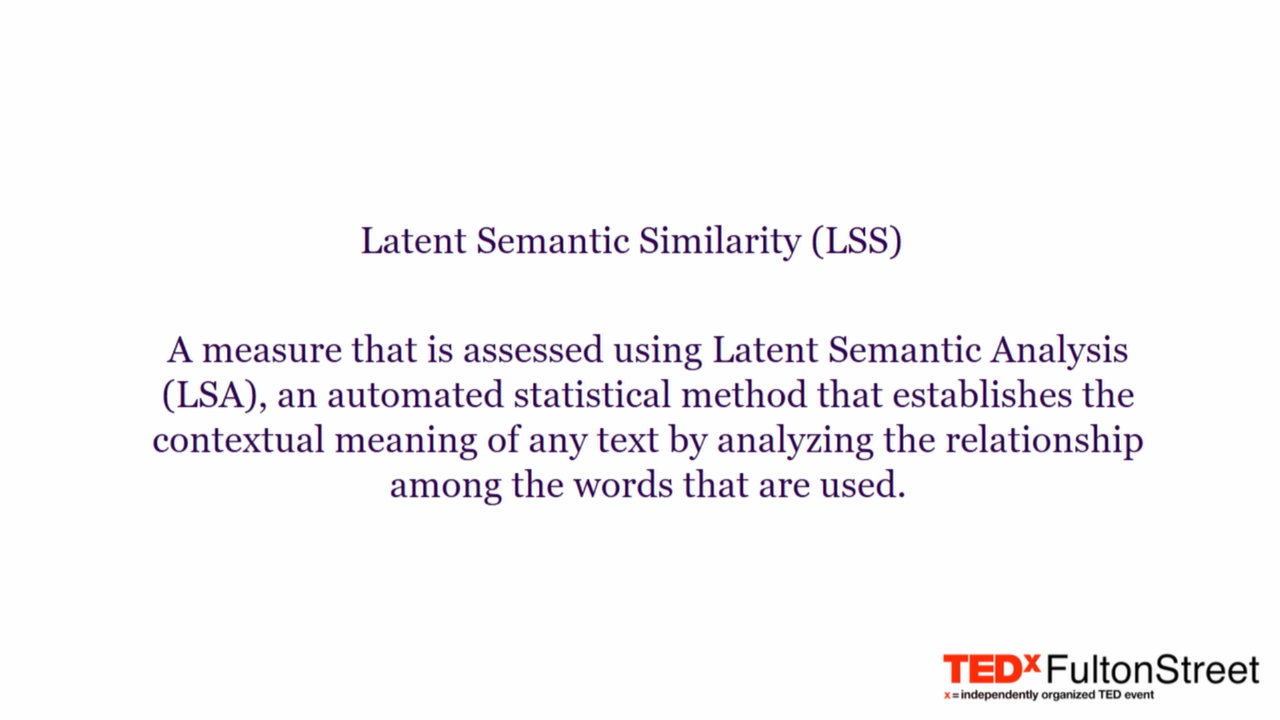 Latent Semantic Similarity (LSS)
A measure that is assessed using Latent Semantic Analysis
(LSA), an automated statistical method that establishes the
contextual meaning of any text by analyzing the relationship
among the words that are used.
TEDx FultonStreet
x = independently organized TED event